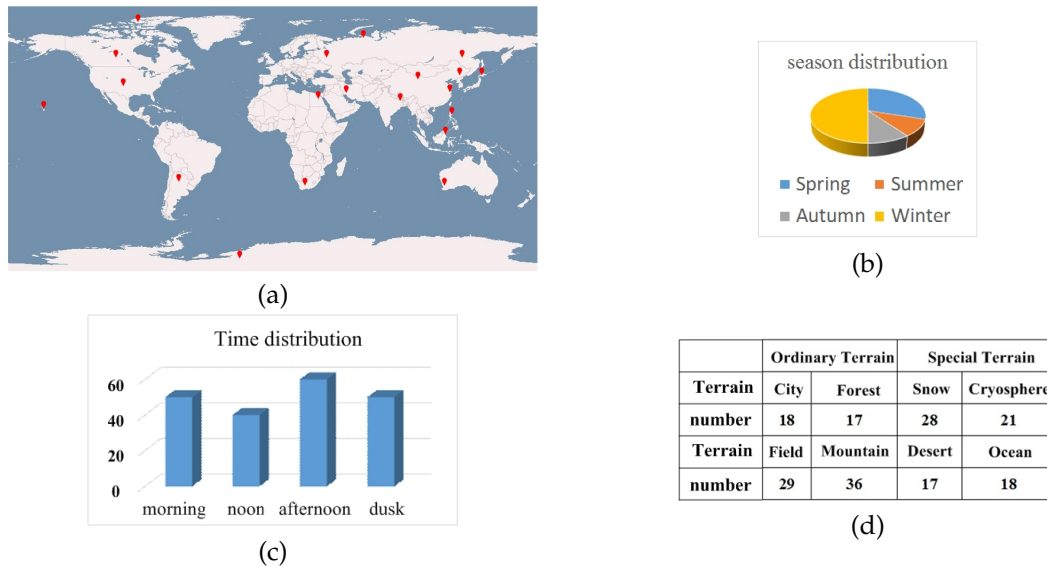 season distribution
Spring Summer
Autumn Winter
(a)
(b)
Time distribution
60
40
20
0
morning noon afternoon dusk
(c)
Ordinary Terrain Special Terrain
Terrain City Forest Snow Cryosphere
number 18 17 28 21
Terrain Field Mountain Desert Ocean
number 29 36 17 18
(d)